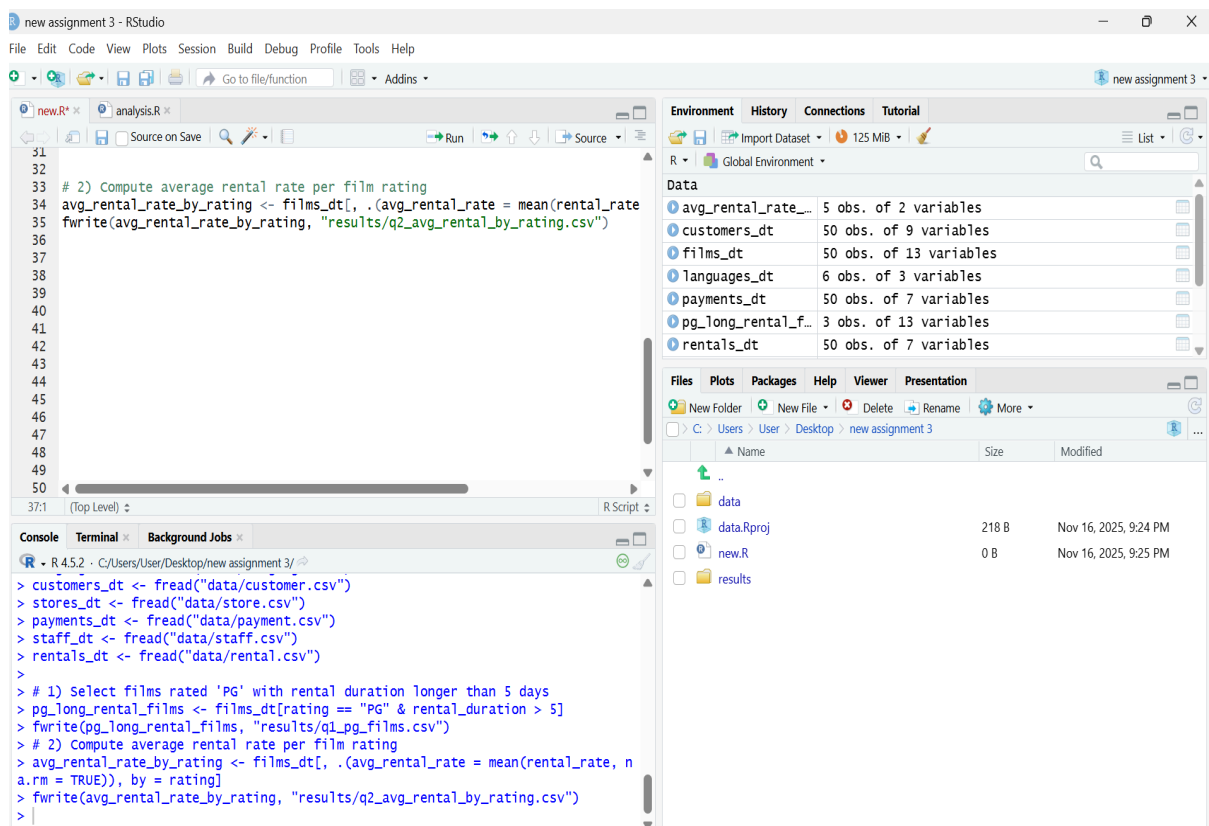 new assignment 3 - RStudio
File Edit Code View Plots Session Build Debug Profile Tools Help
Go to file/function Addins new assignment 3
new.R* analysis.R
Source on Save Run Source
31
32
33 # 2) Compute average rental rate per film rating
34 avg_rental_rate_by_rating <- films_dt[, .(avg_rental_rate = mean(rental_rate
35 fwrite(avg_rental_rate_by_rating, "results/q2_avg_rental_by_rating.csv")
36
37
38
39
40
41
42
43
44
45
46
47
48
49
50
37:1 (Top Level) R Script
Console Terminal Background Jobs
R 4.5.2 · C:/Users/User/Desktop/new assignment 3/
> customers_dt <- fread("data/customer.csv")
> stores_dt <- fread("data/store.csv")
> payments_dt <- fread("data/payment.csv")
> staff_dt <- fread("data/staff.csv")
> rentals_dt <- fread("data/rental.csv")
>
> # 1) Select films rated 'PG' with rental duration longer than 5 days
> pg_long_rental_films <- films_dt[rating == "PG" & rental_duration > 5]
> fwrite(pg_long_rental_films, "results/q1_pg_films.csv")
> # 2) Compute average rental rate per film rating
> avg_rental_rate_by_rating <- films_dt[, .(avg_rental_rate = mean(rental_rate, n
a.rm = TRUE)), by = rating]
> fwrite(avg_rental_rate_by_rating, "results/q2_avg_rental_by_rating.csv")
>
Environment History Connections Tutorial
Import Dataset 125 MiB List
R Global Environment
Data
avg_rental_rate_… 5 obs. of 2 variables
customers_dt 50 obs. of 9 variables
films_dt 50 obs. of 13 variables
languages_dt 6 obs. of 3 variables
payments_dt 50 obs. of 7 variables
pg_long_rental_f… 3 obs. of 13 variables
rentals_dt 50 obs. of 7 variables
Files Plots Packages Help Viewer Presentation
New Folder New File Delete Rename More
C: > Users > User > Desktop > new assignment 3 ...
Name Size Modified
..
data
data.Rproj 218 B Nov 16, 2025, 9:24 PM
new.R 0 B Nov 16, 2025, 9:25 PM
results